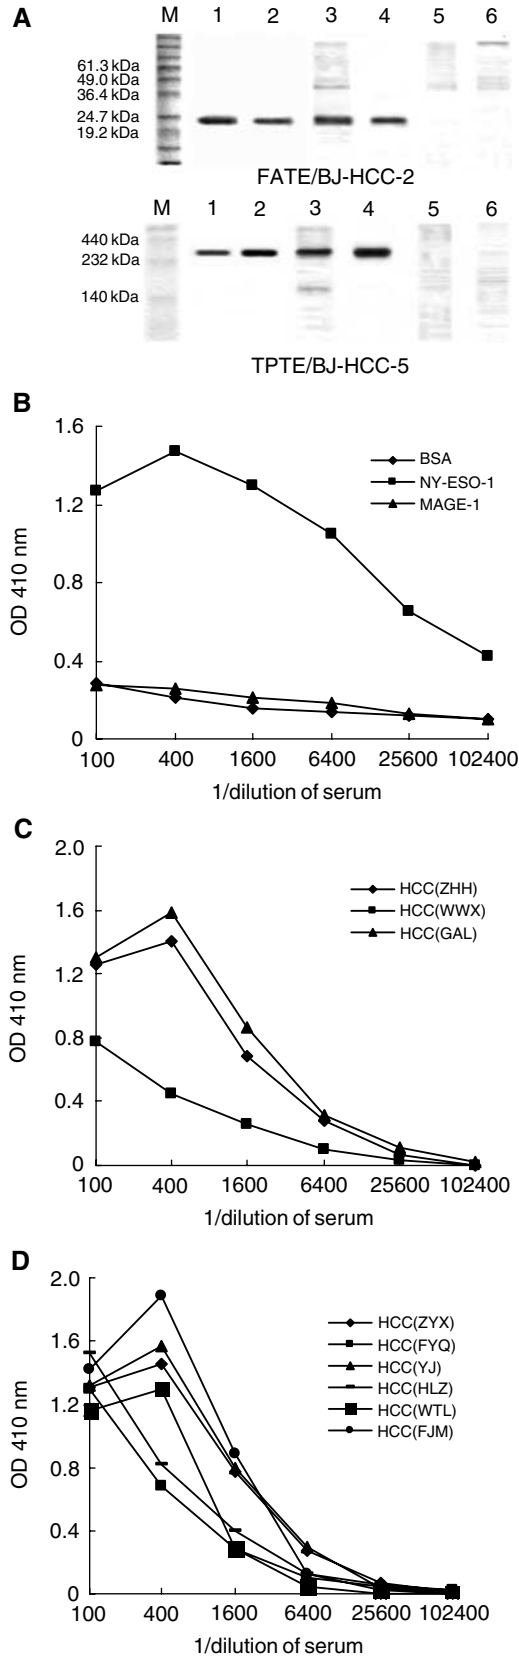 A
M 1 2 3 4 5 6
61.3 kDa
49.0 kDa
36.4 kDa
24.7 kDa
19.2 kDa
FATE/BJ-HCC-2
M 1 2 3 4 5 6
440 kDa
232 kDa
140 kDa
TPTE/BJ-HCC-5
B
1.6
1.2
0.8
0.4
0
OD 410 nm
BSA
NY-ESO-1
MAGE-1
100 400 1600 6400 25600 102400
1/dilution of serum
C
2.0
1.6
1.2
0.8
0.4
0
OD 410 nm
HCC(ZHH)
HCC(WWX)
HCC(GAL)
100 400 1600 6400 25600 102400
1/dilution of serum
D
2.0
1.6
1.2
0.8
0.4
0
OD 410 nm
HCC(ZYX)
HCC(FYQ)
HCC(YJ)
HCC(HLZ)
HCC(WTL)
HCC(FJM)
100 400 1600 6400 25600 102400
1/dilution of serum